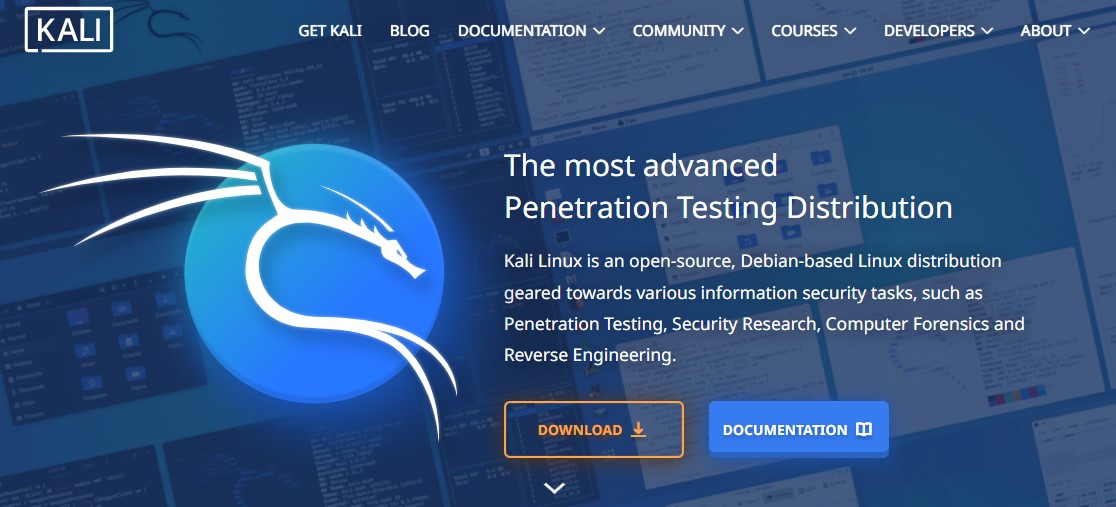 KALI
GET KALI
BLOG
DOCUMENTATION
COMMUNITY
COURSES
DEVELOPERS
ABOUT
The most advanced
Penetration Testing Distribution
Kali Linux is an open-source, Debian-based Linux distribution
geared towards various information security tasks, such as
Penetration Testing, Security Research, Computer Forensics and
Reverse Engineering.
DOWNLOAD
DOCUMENTATION